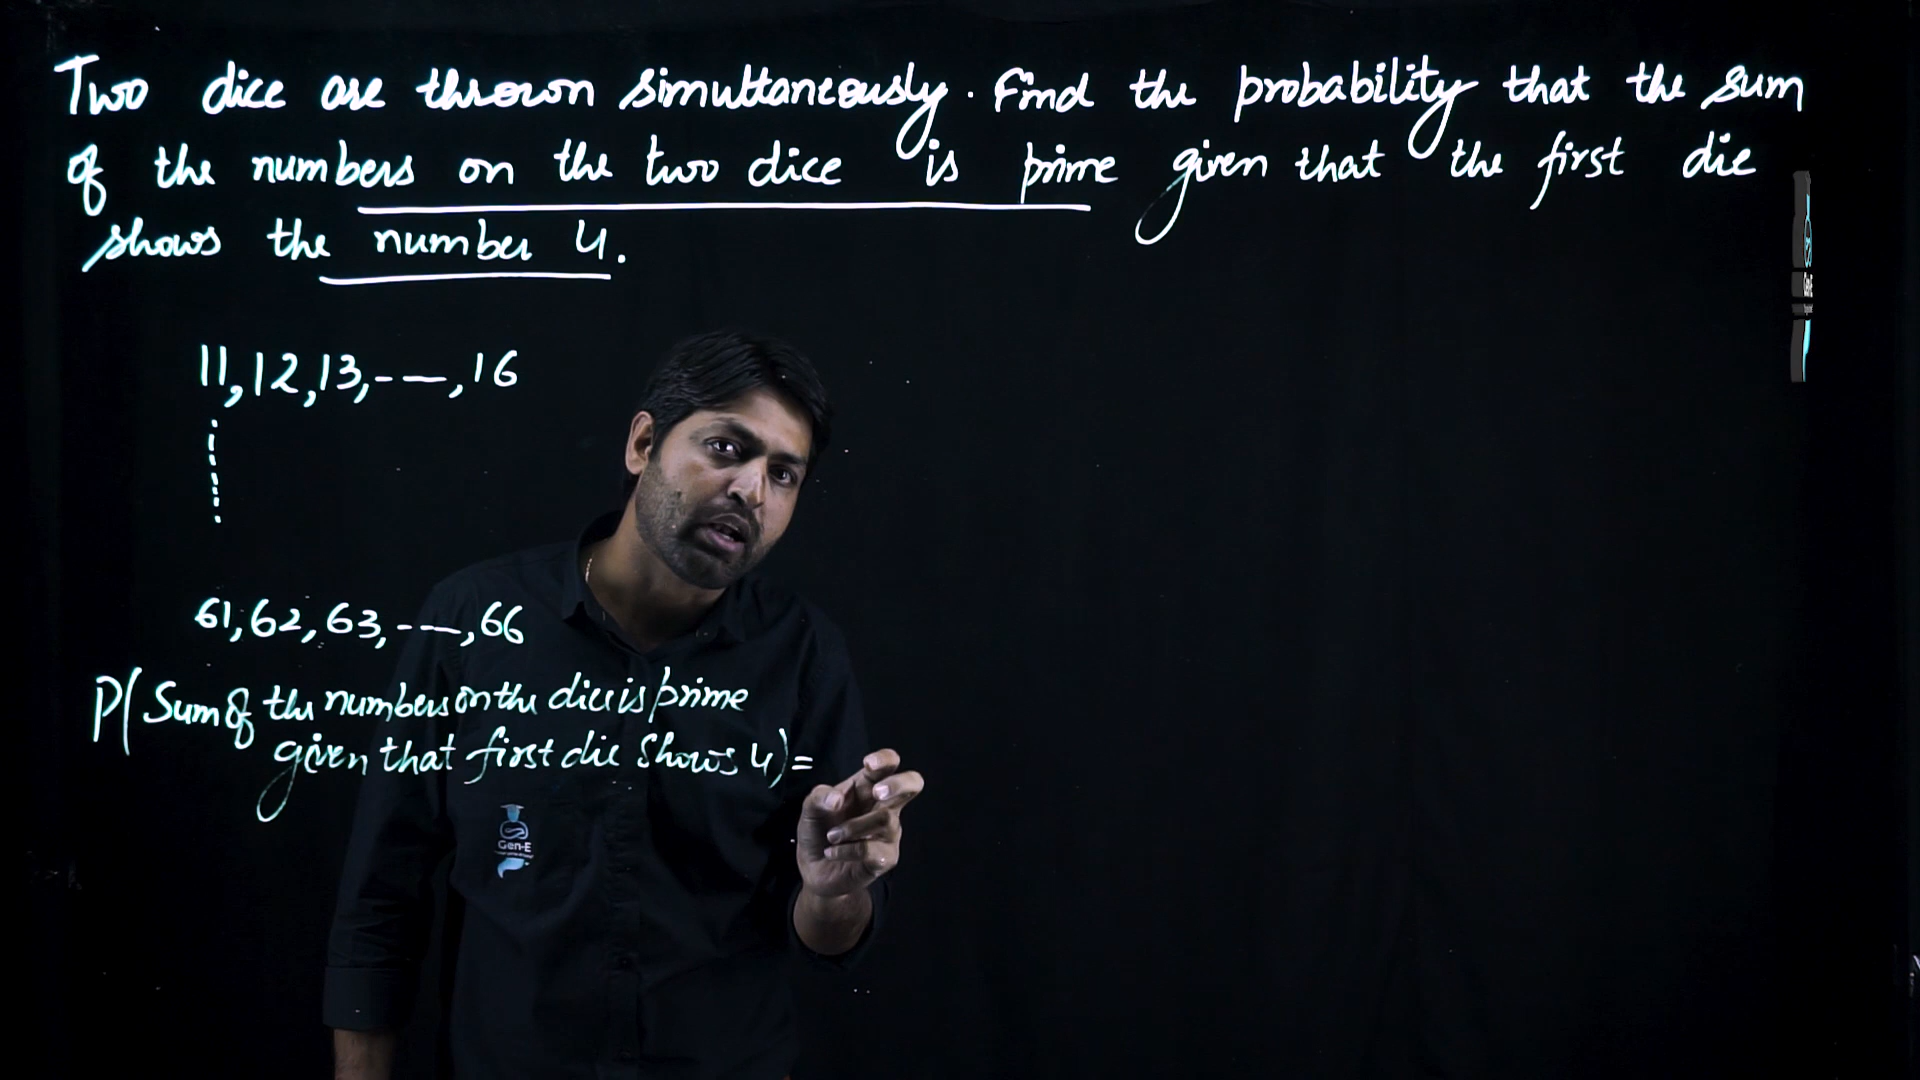 Two dice are thrown simultaneously. Find the probability that the sum
of the numbers on the two dice is prime given that the first die
shows the number 4.
11, 12, 13, - - —, 16
61, 62, 63, - - —, 66
P( Sum of the numbers on the dice is prime
given that first die shows 4) =
Gen-E